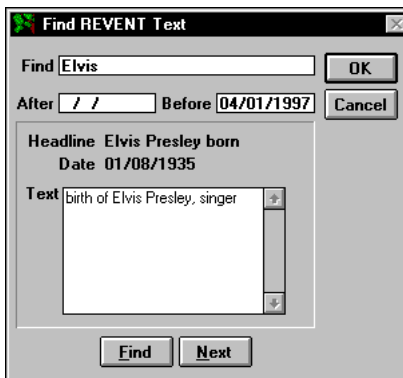 Find REVENT Text
Find Elvis OK
After / / Before 04/01/1997 Cancel
Headline Elvis Presley born
Date 01/08/1935
Text birth of Elvis Presley, singer
Find Next